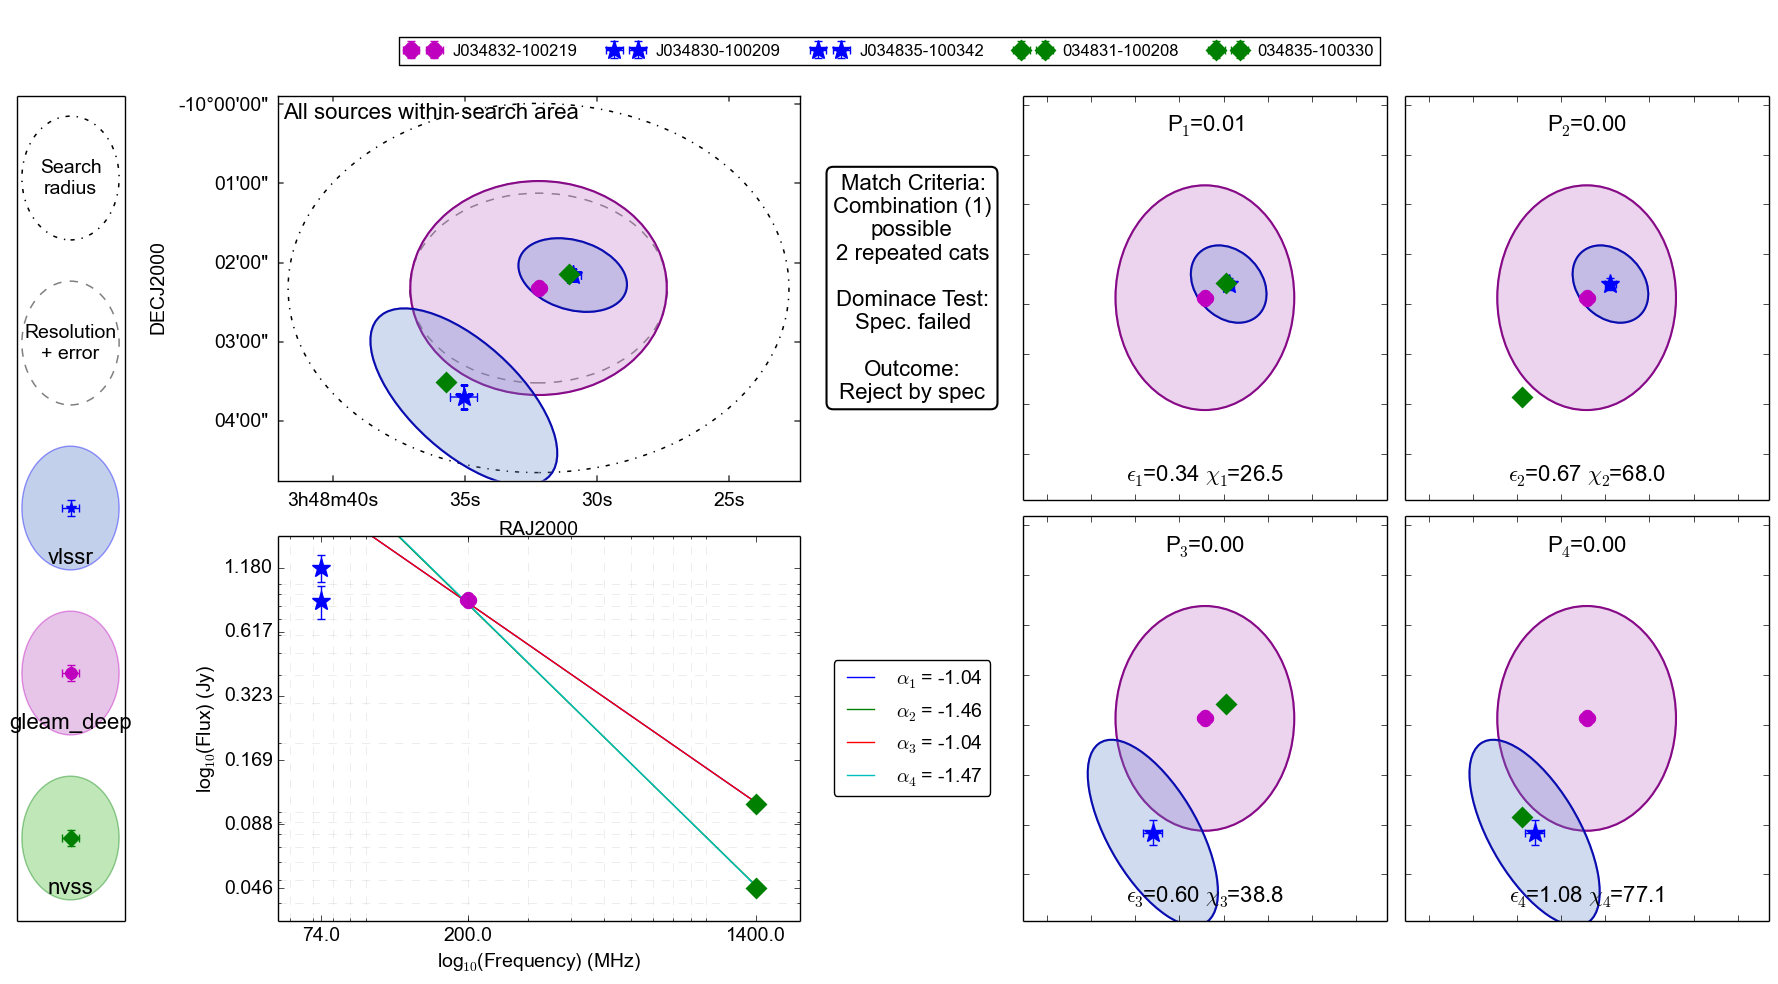 J034832-100219 J034830-100209 J034835-100342 034831-100208 034835-100330
Search
radius
Resolution
+ error
vlssr
gleam_deep
nvss
All sources within search area
-10°00'00"
01'00"
02'00"
03'00"
04'00"
DECJ2000
3h48m40s 35s 30s 25s
RAJ2000
Match Criteria:
Combination (1)
possible
2 repeated cats
Dominace Test:
Spec. failed
Outcome:
Reject by spec
P1=0.01
ϵ1=0.34 χ1=26.5
P2=0.00
ϵ2=0.67 χ2=68.0
1.180
0.617
0.323
0.169
0.088
0.046
log10(Flux) (Jy)
74.0 200.0 1400.0
log10(Frequency) (MHz)
α1 = -1.04
α2 = -1.46
α3 = -1.04
α4 = -1.47
P3=0.00
ϵ3=0.60 χ3=38.8
P4=0.00
ϵ4=1.08 χ4=77.1